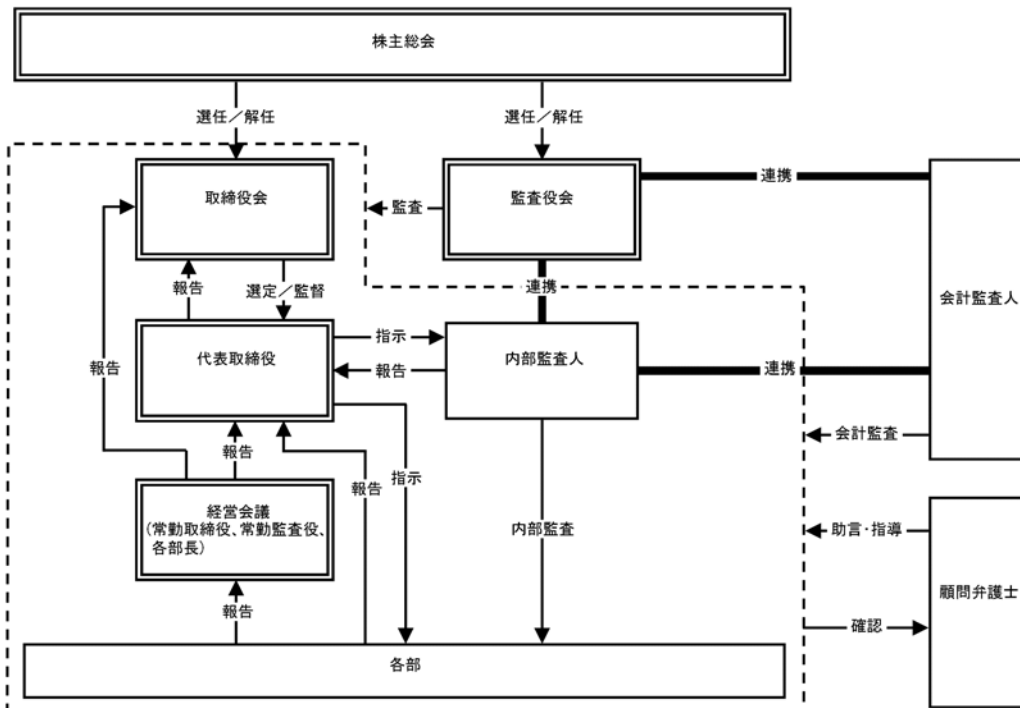 株主総会
選任／解任
選任／解任
取締役会
監査
監査役会
連携
会計監査人
報告
選定／監督
連携
報告
代表取締役
指示
報告
内部監査人
連携
会計監査
報告
報告
指示
経営会議
(常勤取締役、常勤監査役、
各部長)
内部監査
助言・指導
顧問弁護士
報告
確認
各部